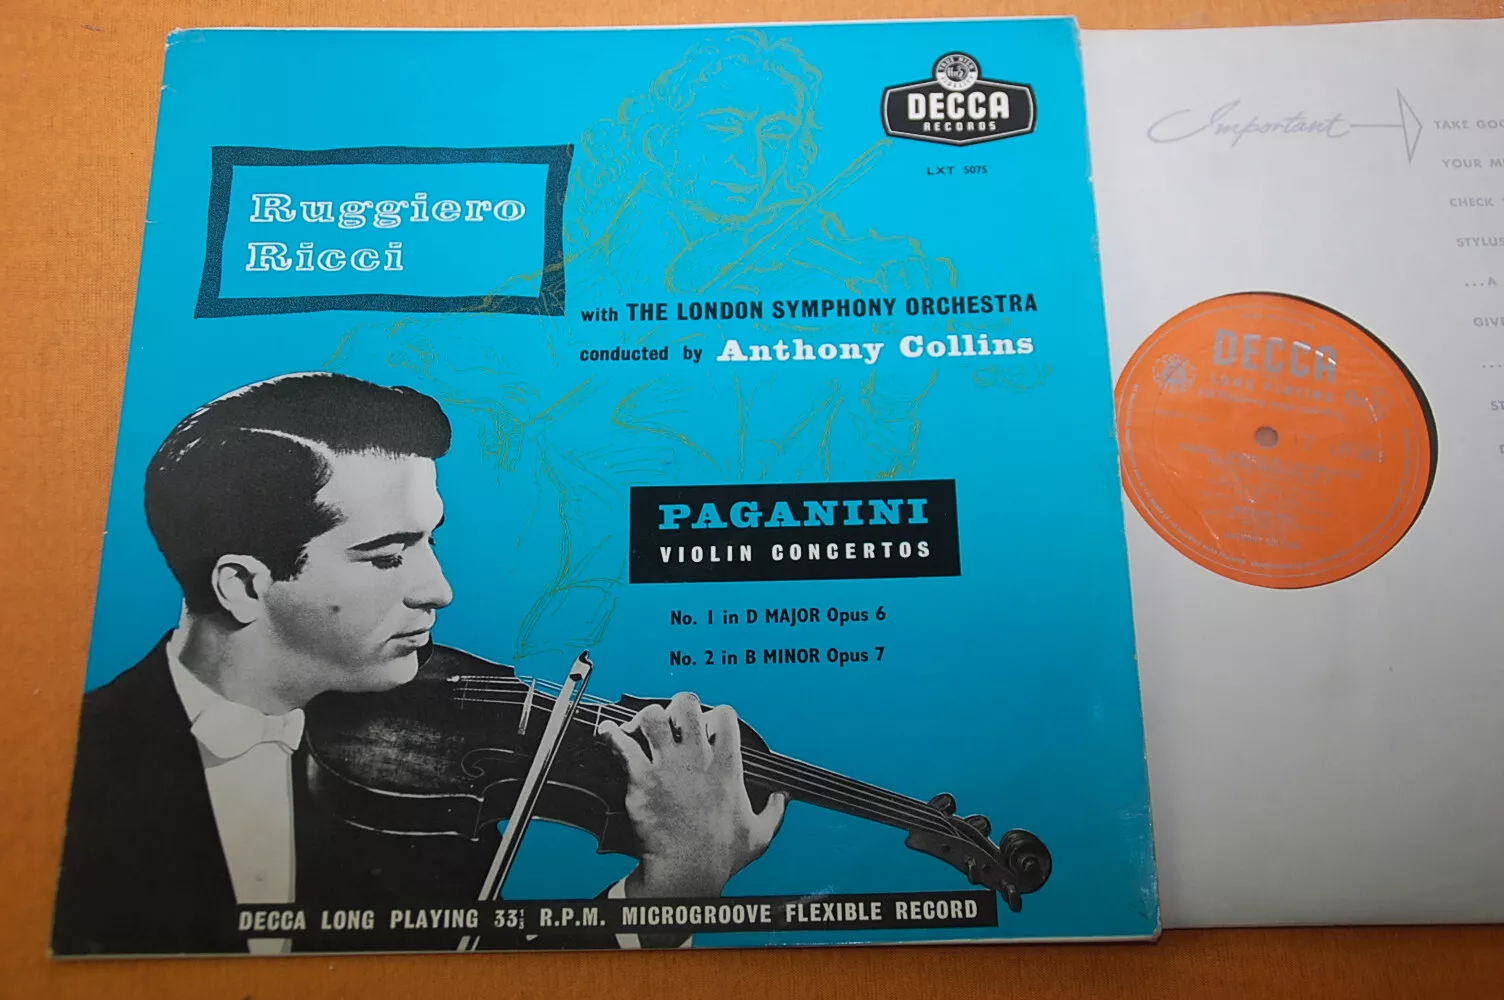 DECCA
RECORDS
LXT 5075
Ruggiero
Ricci
with THE LONDON SYMPHONY ORCHESTRA
conducted by Anthony Collins
PAGANINI
VIOLIN CONCERTOS
No. 1 in D MAJOR Opus 6
No. 2 in B MINOR Opus 7
DECCA LONG PLAYING 33⅓ R.P.M. MICROGROOVE FLEXIBLE RECORD
Important
TAKE
YOUR
CHECK
STYLUS
...A
DECCA
LONG PLAYING